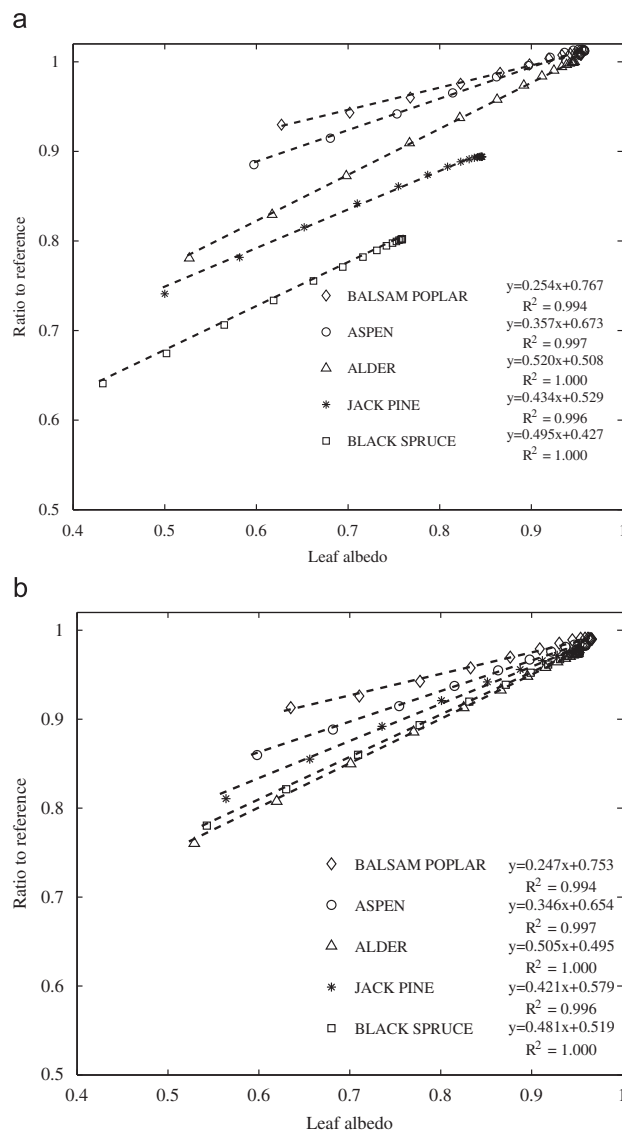 a
1
0.9
0.8
0.7
0.6
0.5
Ratio to reference
BALSAM POPLAR y=0.254x+0.767
R² = 0.994
ASPEN y=0.357x+0.673
R² = 0.997
ALDER y=0.520x+0.508
R² = 1.000
JACK PINE y=0.434x+0.529
R² = 0.996
BLACK SPRUCE y=0.495x+0.427
R² = 1.000
0.4 0.5 0.6 0.7 0.8 0.9 1
Leaf albedo
b
1
0.9
0.8
0.7
0.6
0.5
Ratio to reference
BALSAM POPLAR y=0.247x+0.753
R² = 0.994
ASPEN y=0.346x+0.654
R² = 0.997
ALDER y=0.505x+0.495
R² = 1.000
JACK PINE y=0.421x+0.579
R² = 0.996
BLACK SPRUCE y=0.481x+0.519
R² = 1.000
0.4 0.5 0.6 0.7 0.8 0.9 1
Leaf albedo